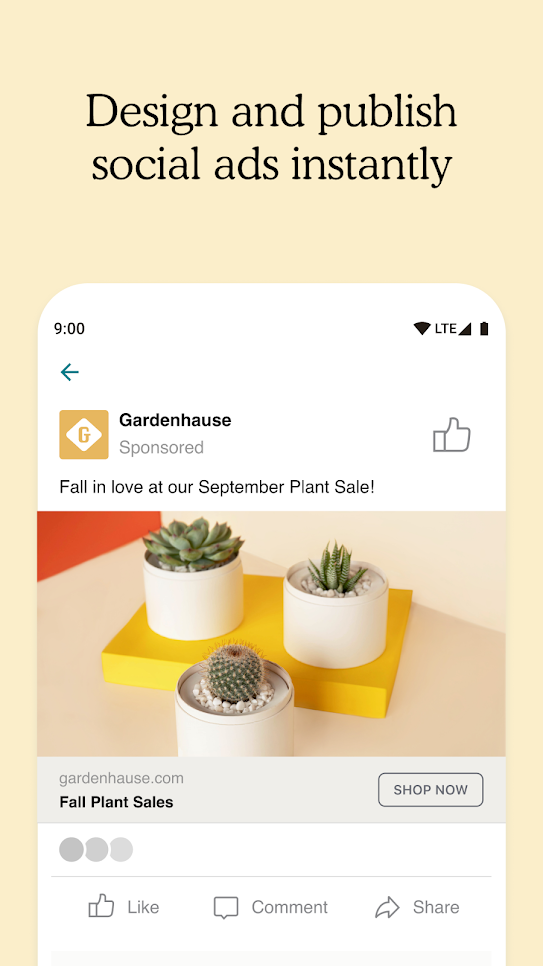 Design and publish
social ads instantly
9:00
LTE
G
Gardenhause
Sponsored
Fall in love at our September Plant Sale!
gardenhause.com
Fall Plant Sales
SHOP NOW
Like
Comment
Share